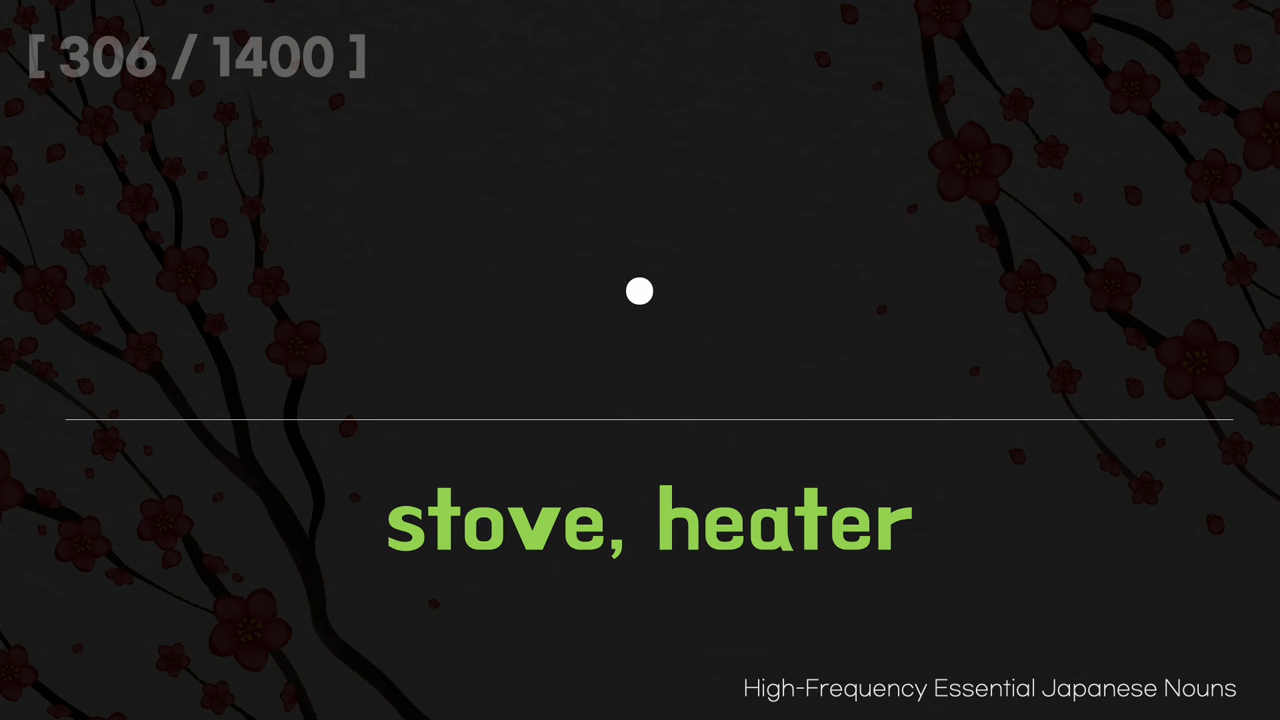 [ 306 / 1400 ]
stove, heater
High-Frequency Essential Japanese Nouns